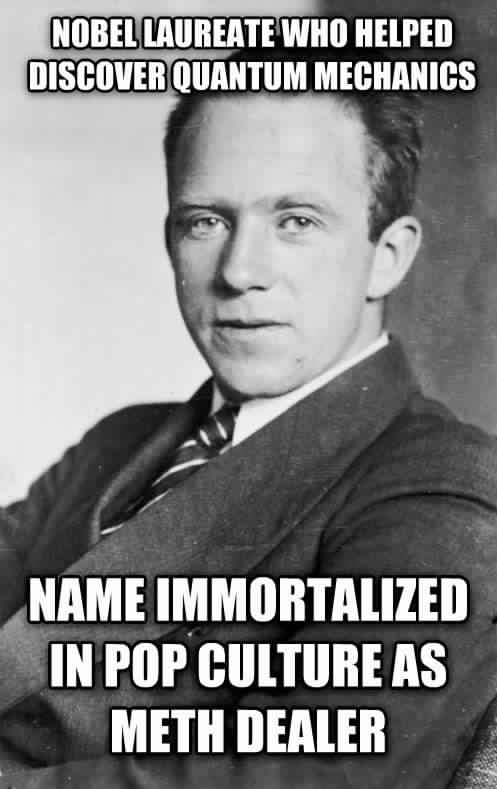 NOBEL LAUREATE WHO HELPED
DISCOVER QUANTUM MECHANICS
NAME IMMORTALIZED
IN POP CULTURE AS
METH DEALER